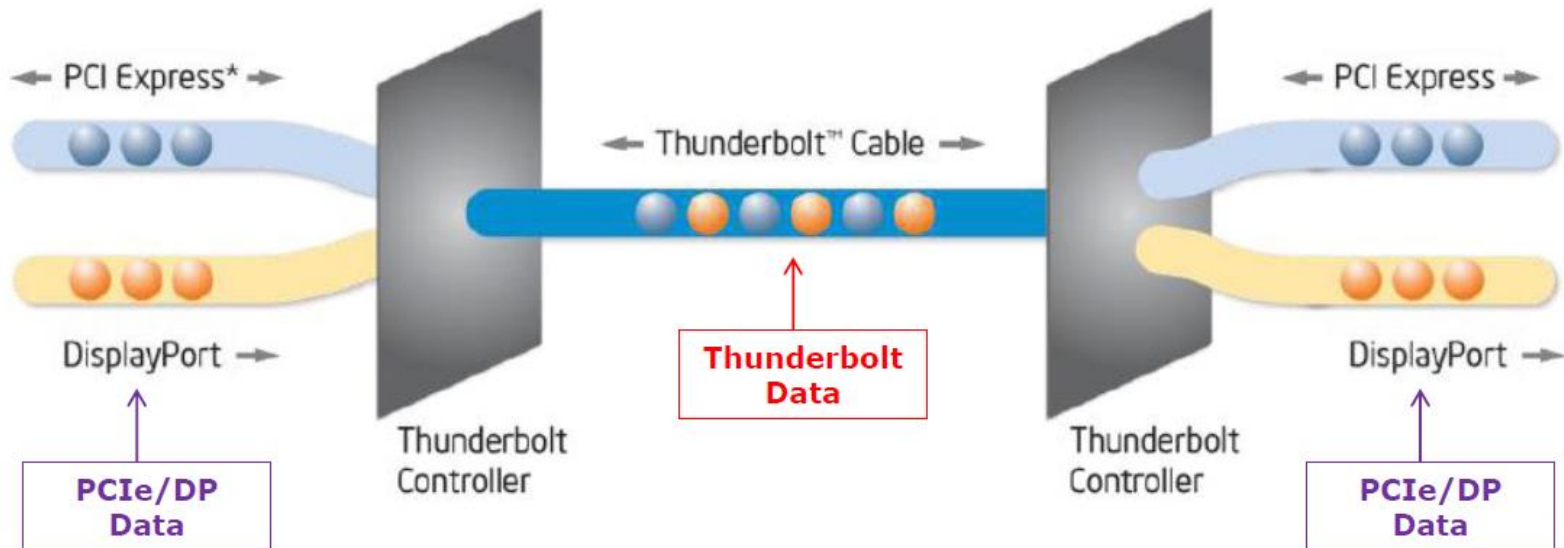 PCI Express*
PCI Express
Thunderbolt™ Cable
DisplayPort
Thunderbolt
Data
DisplayPort
Thunderbolt
Controller
Thunderbolt
Controller
PCIe/DP
Data
PCIe/DP
Data